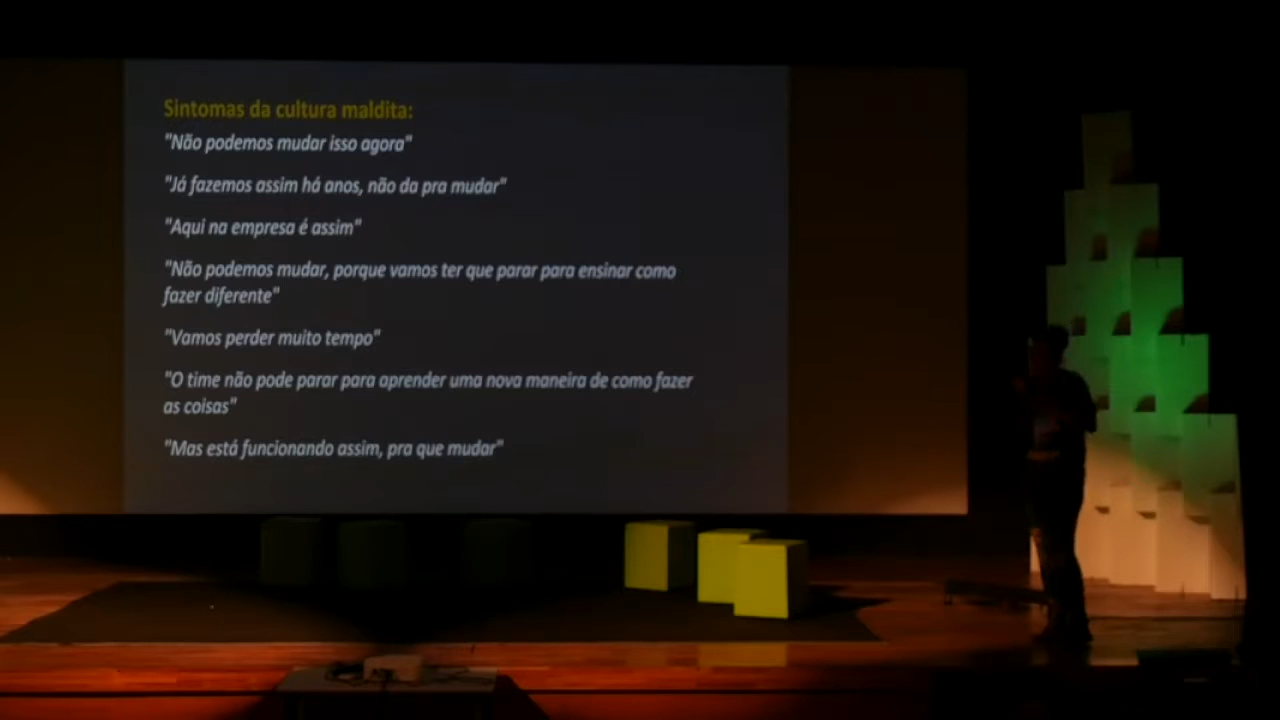 Sintomas da cultura maldita:
"Não podemos mudar isso agora"
"Já fazemos assim há anos, não da pra mudar"
"Aqui na empresa é assim"
"Não podemos mudar, porque vamos ter que parar para ensinar como
fazer diferente"
"Vamos perder muito tempo"
"O time não pode parar para aprender uma nova maneira de como fazer
as coisas"
"Mas está funcionando assim, pra que mudar"